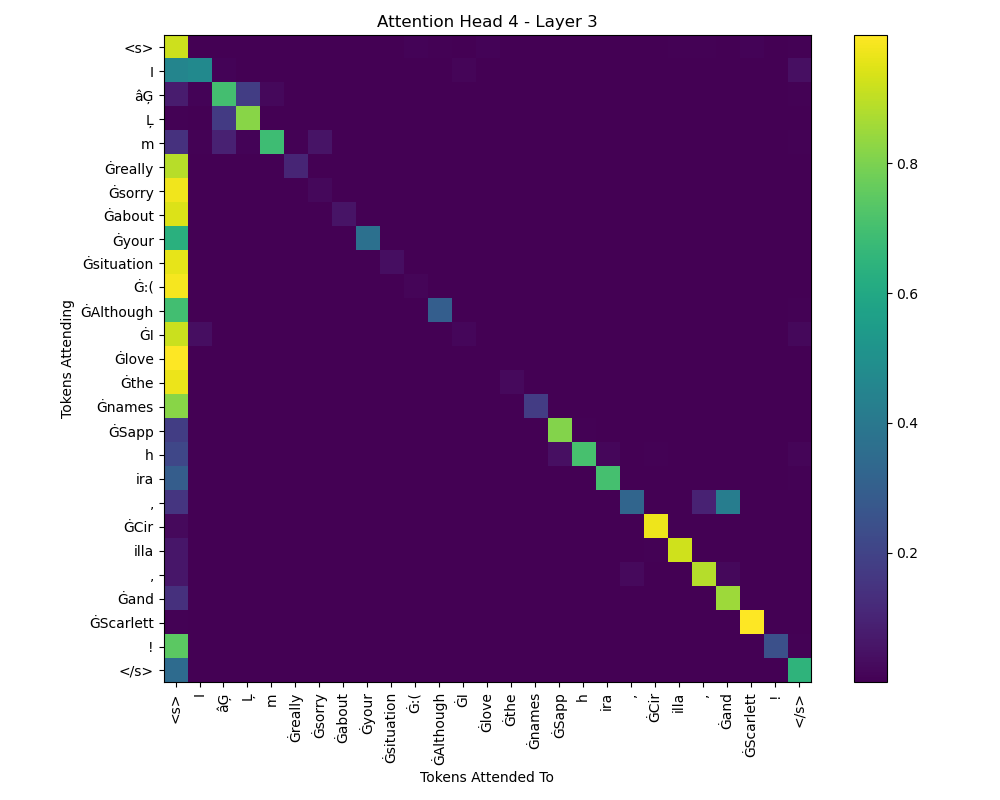 Attention Head 4 - Layer 3
Tokens Attending
<s>
I
âĢ
Ļ
m
Ġreally
Ġsorry
Ġabout
Ġyour
Ġsituation
Ġ:(
ĠAlthough
ĠI
Ġlove
Ġthe
Ġnames
ĠSapp
h
ira
,
ĠCir
illa
,
Ġand
ĠScarlett
!
</s>
<s>
I
âĢ
Ļ
m
Ġreally
Ġsorry
Ġabout
Ġyour
Ġsituation
Ġ:(
ĠAlthough
ĠI
Ġlove
Ġthe
Ġnames
ĠSapp
h
ira
,
ĠCir
illa
,
Ġand
ĠScarlett
!
</s>
Tokens Attended To
0.8
0.6
0.4
0.2